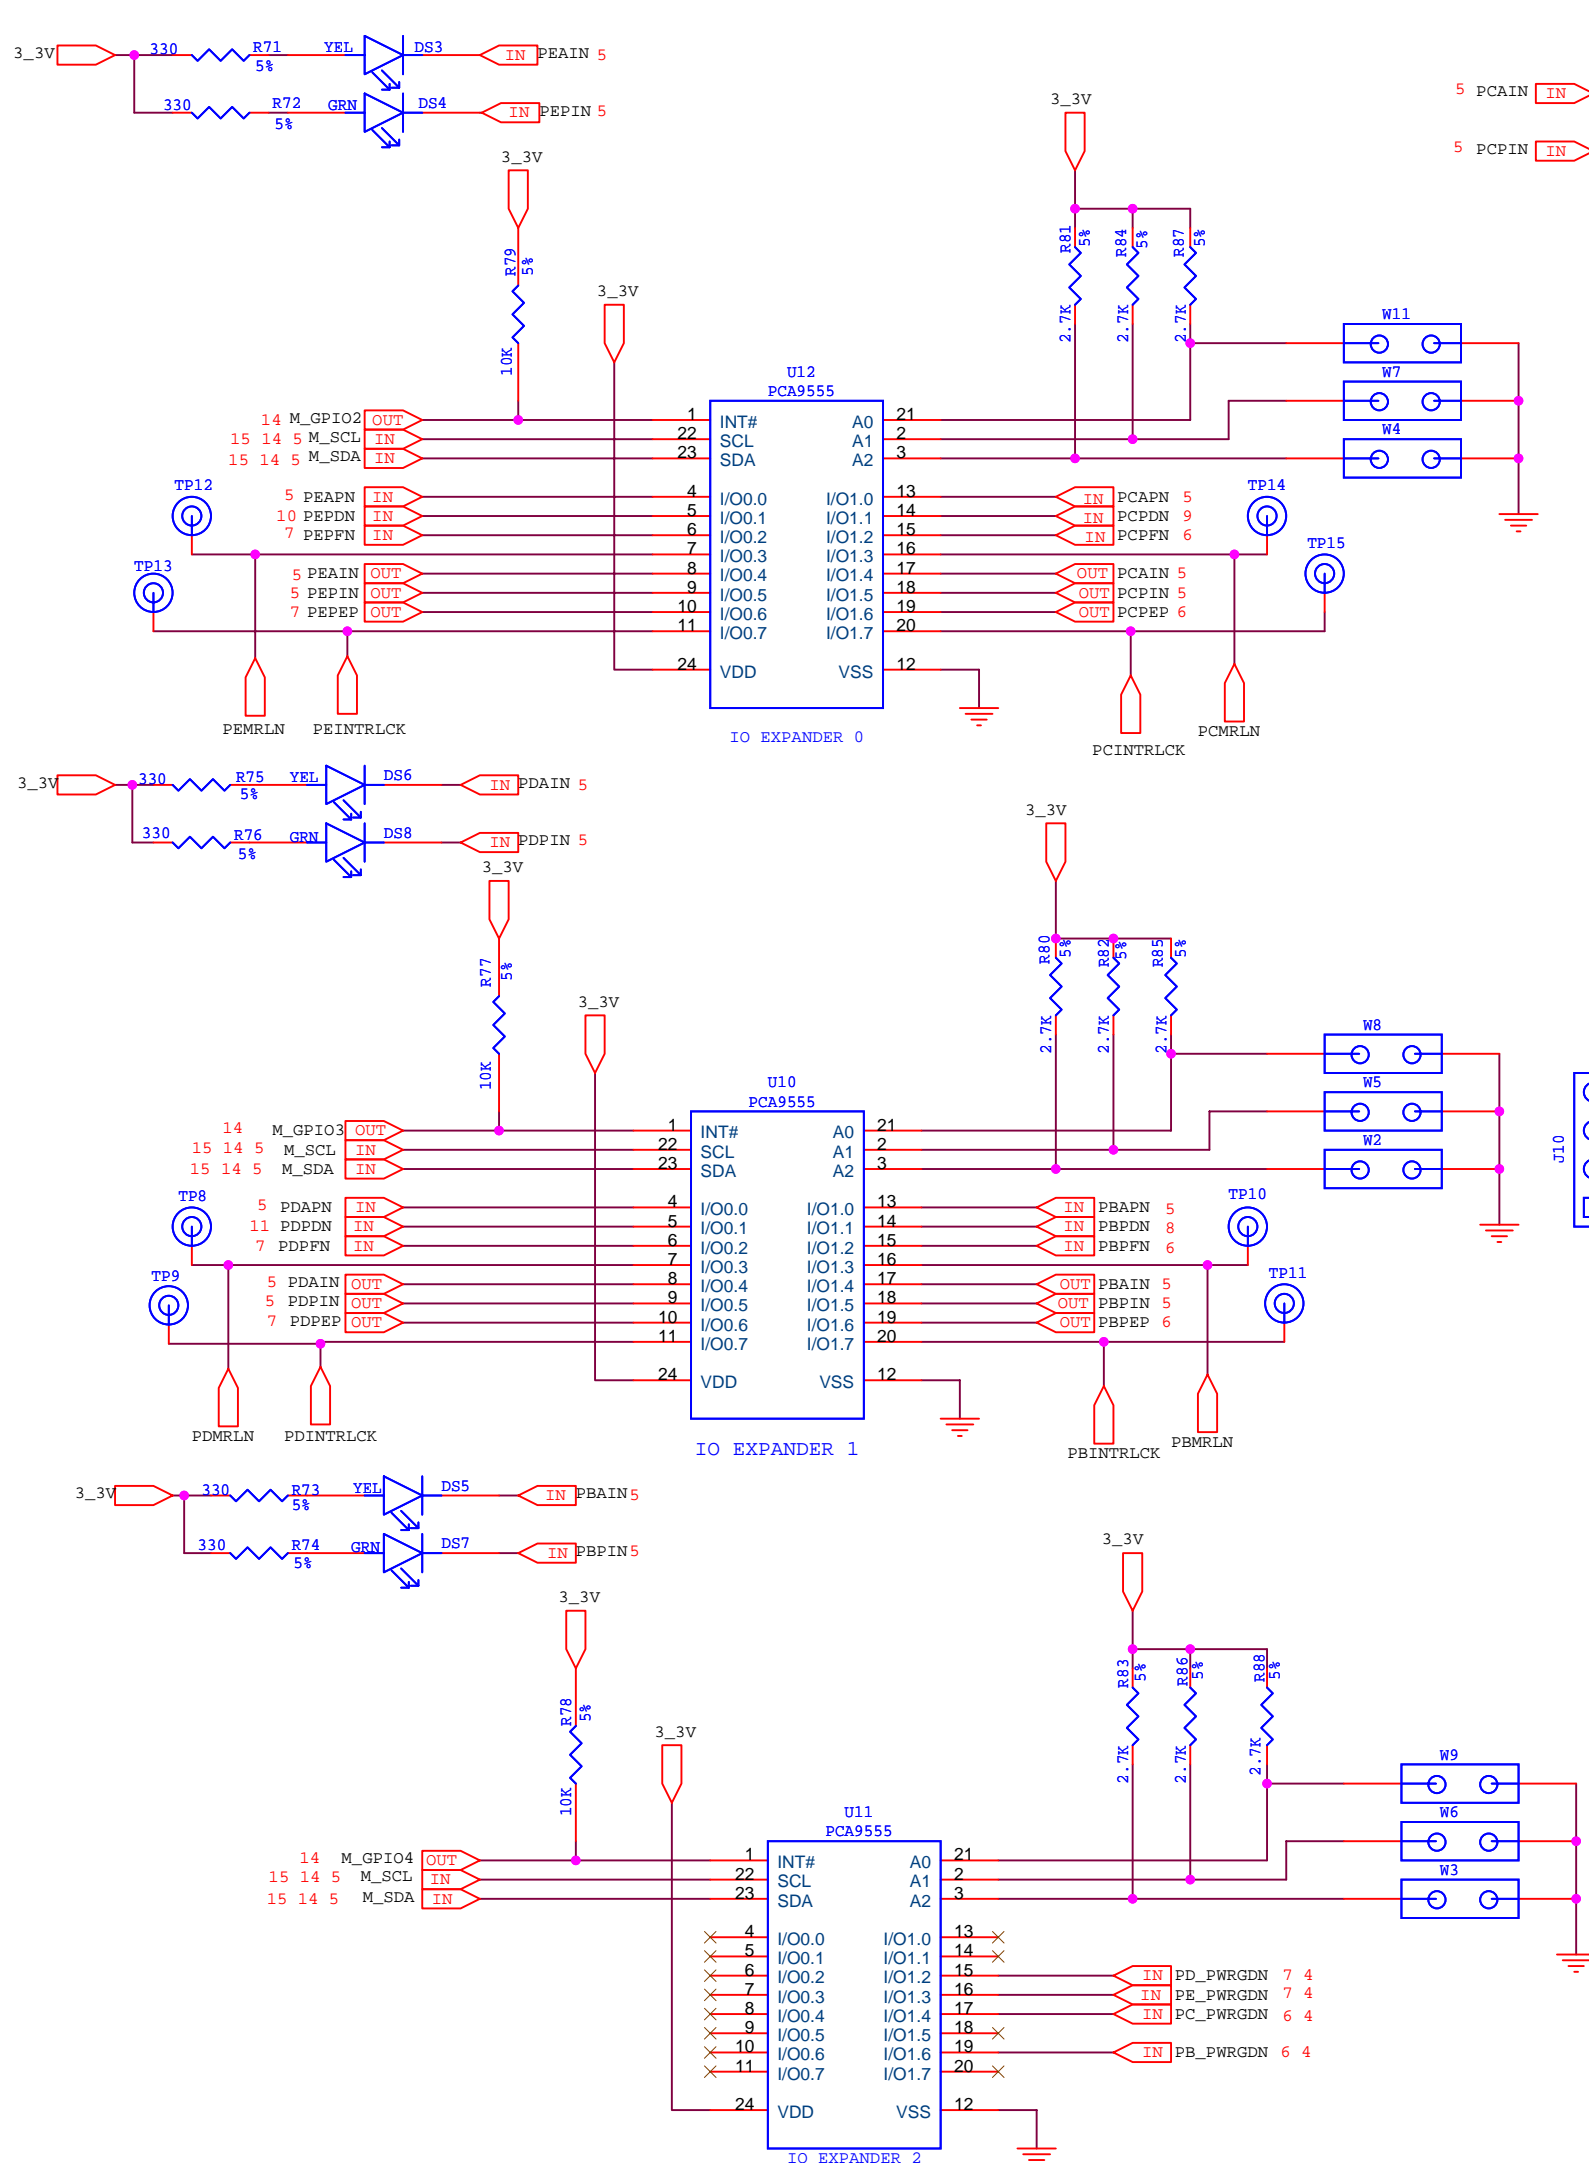 3_3V 330 R71 5% YEL DS3 IN PEAIN 5
330 R72 5% GRN DS4 IN PEPIN 5
5 PCAIN IN
5 PCPIN IN
3_3V
3_3V
R79 5% 10K
3_3V
R81 5% 2.7K
R84 5% 2.7K
R87 5% 2.7K
W11
W7
W4
U12
PCA9555
14 M_GPIO2 OUT 1 INT# A0 21
15 14 5 M_SCL IN 22 SCL A1 2
15 14 5 M_SDA IN 23 SDA A2 3
TP12
TP14
5 PEAPN IN 4 I/O0.0 I/O1.0 13 IN PCAPN 5
10 PEPDN IN 5 I/O0.1 I/O1.1 14 IN PCPDN 9
7 PEPFN IN 6 I/O0.2 I/O1.2 15 IN PCPFN 6
7 I/O0.3 I/O1.3 16
TP13
TP15
5 PEAIN OUT 8 I/O0.4 I/O1.4 17 OUT PCAIN 5
5 PEPIN OUT 9 I/O0.5 I/O1.5 18 OUT PCPIN 5
7 PEPEP OUT 10 I/O0.6 I/O1.6 19 OUT PCPEP 6
11 I/O0.7 I/O1.7 20
24 VDD VSS 12
PEMRLN PEINTRLCK PCINTRLCK PCMRLN
IO EXPANDER 0
3_3V 330 R75 5% YEL DS6 IN PDAIN 5
330 R76 5% GRN DS8 IN PDPIN 5
3_3V
3_3V
R77 5% 10K
3_3V
R80 5% 2.7K
R82 5% 2.7K
R85 5% 2.7K
W8
W5
W2
J10
U10
PCA9555
14 M_GPIO3 OUT 1 INT# A0 21
15 14 5 M_SCL IN 22 SCL A1 2
15 14 5 M_SDA IN 23 SDA A2 3
TP8
TP10
5 PDAPN IN 4 I/O0.0 I/O1.0 13 IN PBAPN 5
11 PDPDN IN 5 I/O0.1 I/O1.1 14 IN PBPDN 8
7 PDPFN IN 6 I/O0.2 I/O1.2 15 IN PBPFN 6
7 I/O0.3 I/O1.3 16
TP9
TP11
5 PDAIN OUT 8 I/O0.4 I/O1.4 17 OUT PBAIN 5
5 PDPIN OUT 9 I/O0.5 I/O1.5 18 OUT PBPIN 5
7 PDPEP OUT 10 I/O0.6 I/O1.6 19 OUT PBPEP 6
11 I/O0.7 I/O1.7 20
24 VDD VSS 12
PDMRLN PDINTRLCK PBINTRLCK PBMRLN
IO EXPANDER 1
3_3V 330 R73 5% YEL DS5 IN PBAIN 5
330 R74 5% GRN DS7 IN PBPIN 5
3_3V
3_3V
R78 5% 10K
3_3V
R83 5% 2.7K
R86 5% 2.7K
R88 5% 2.7K
W9
W6
W3
U11
PCA9555
14 M_GPIO4 OUT 1 INT# A0 21
15 14 5 M_SCL IN 22 SCL A1 2
15 14 5 M_SDA IN 23 SDA A2 3
4 I/O0.0 I/O1.0 13
5 I/O0.1 I/O1.1 14
6 I/O0.2 I/O1.2 15 IN PD_PWRGDN 7 4
7 I/O0.3 I/O1.3 16 IN PE_PWRGDN 7 4
8 I/O0.4 I/O1.4 17 IN PC_PWRGDN 6 4
9 I/O0.5 I/O1.5 18
10 I/O0.6 I/O1.6 19 IN PB_PWRGDN 6 4
11 I/O0.7 I/O1.7 20
24 VDD VSS 12
IO EXPANDER 2